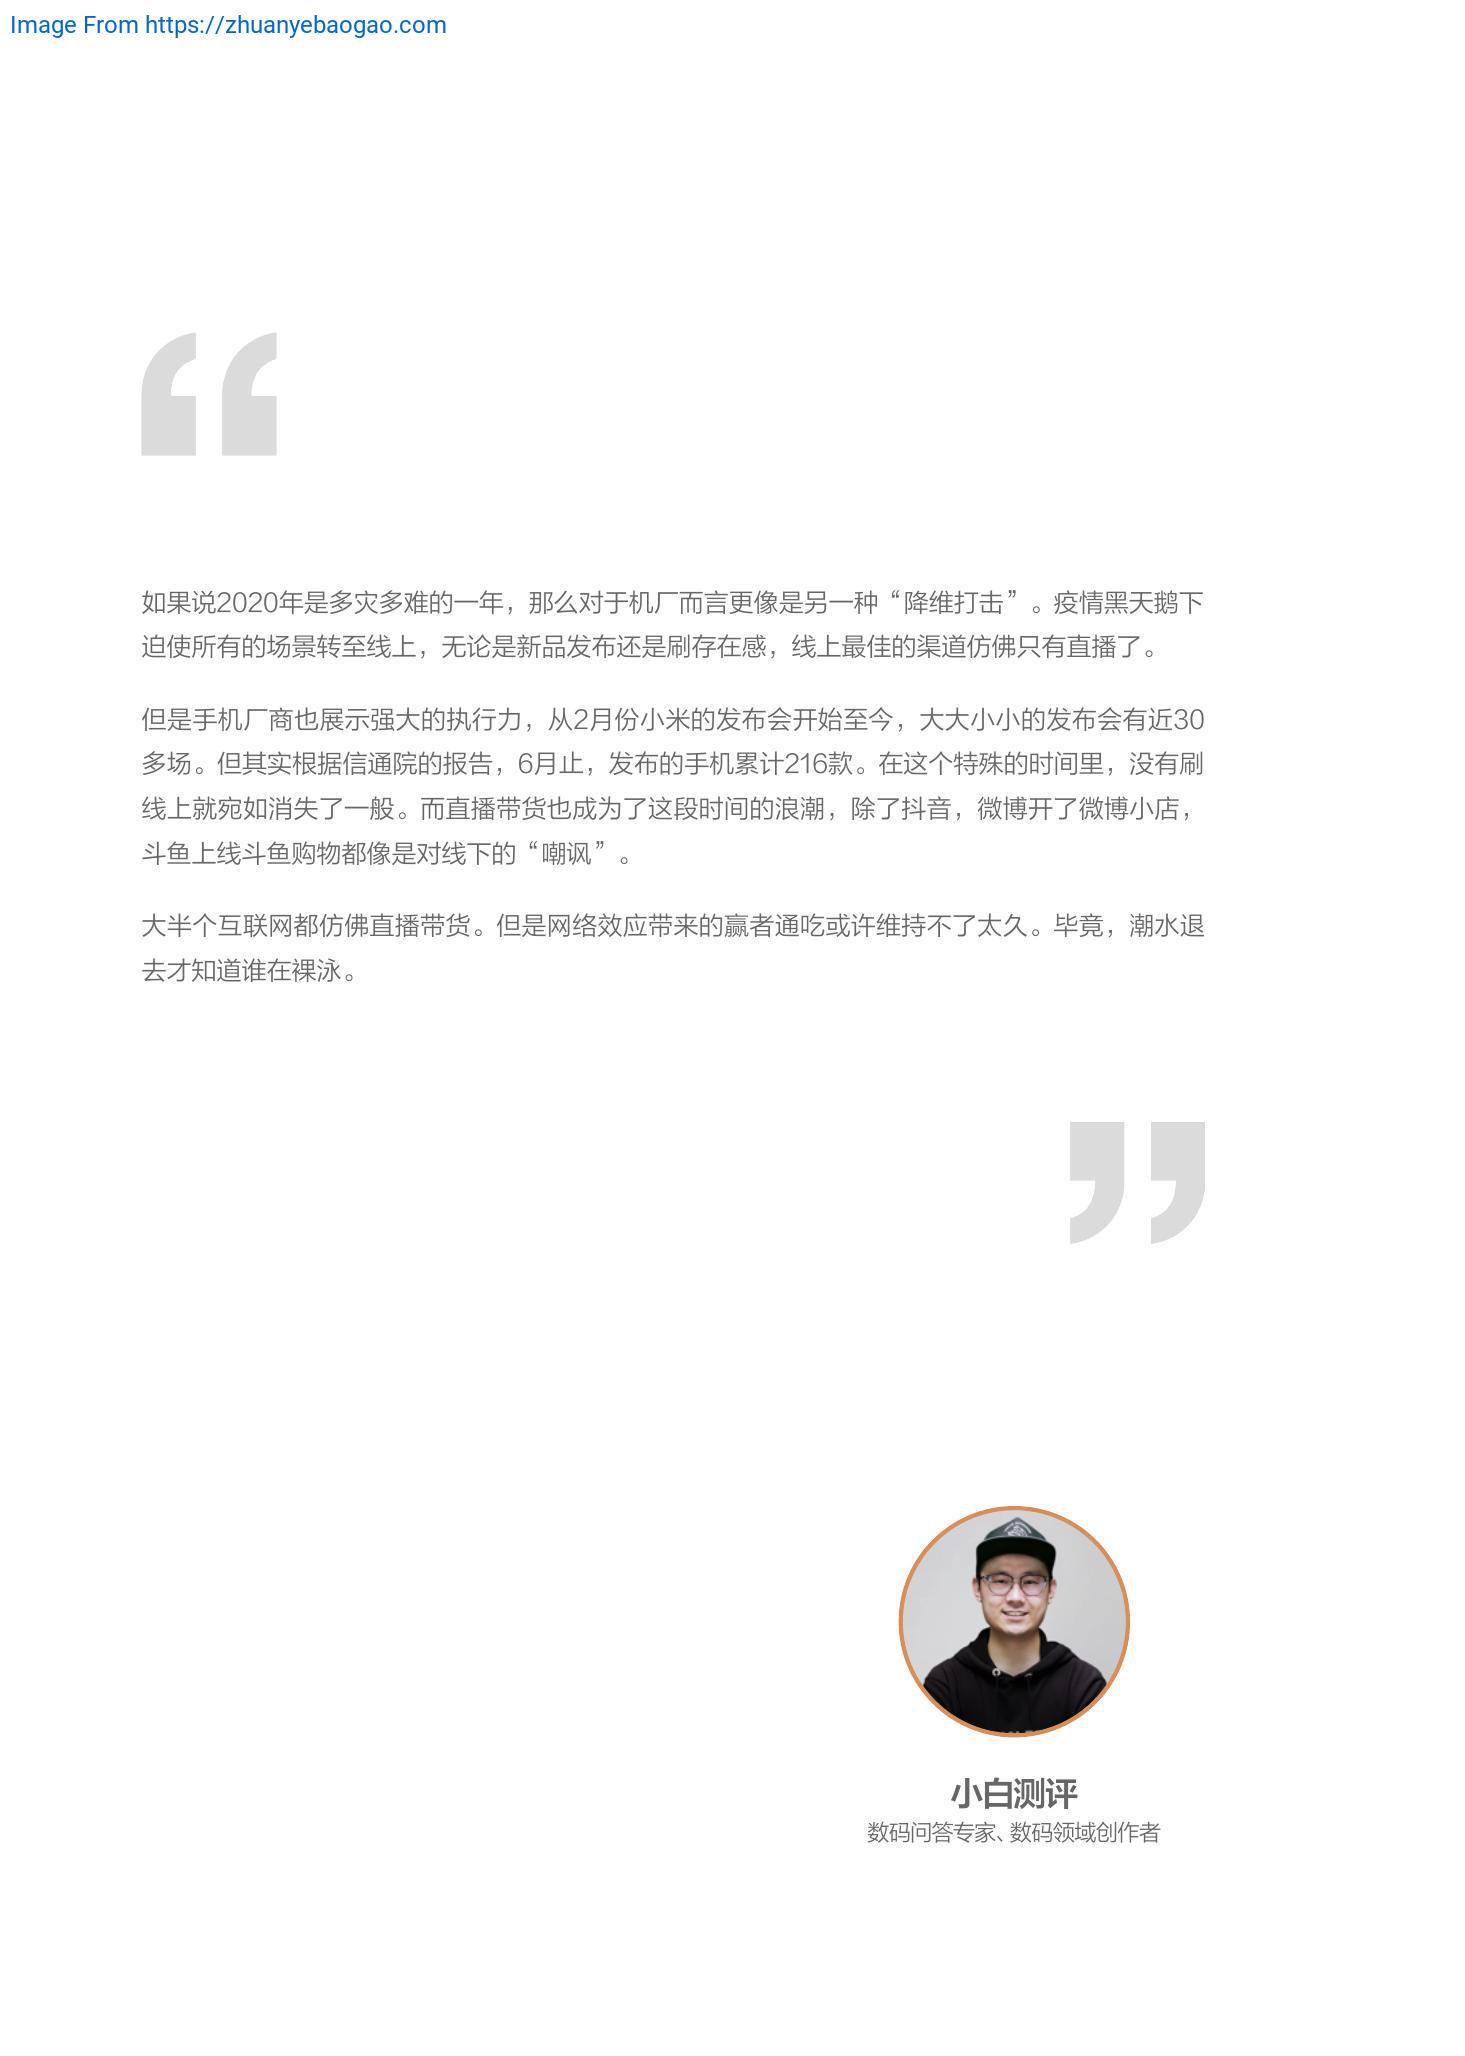 Image From https://zhuanyebaogao.com
如果说2020年是多灾多难的一年，那么对于机厂而言更像是另一种“降维打击”。疫情黑天鹅下
迫使所有的场景转至线上，无论是新品发布还是刷存在感，线上最佳的渠道仿佛只有直播了。
但是手机厂商也展示强大的执行力，从2月份小米的发布会开始至今，大大小小的发布会有近30
多场。但其实根据信通院的报告，6月止，发布的手机累计216款。在这个特殊的时间里，没有刷
线上就宛如消失了一般。而直播带货也成为了这段时间的浪潮，除了抖音，微博开了微博小店，
斗鱼上线斗鱼购物都像是对线下的“嘲讽”。
大半个互联网都仿佛直播带货。但是网络效应带来的赢者通吃或许维持不了太久。毕竟，潮水退
去才知道谁在裸泳。
小白测评
数码问答专家、数码领域创作者